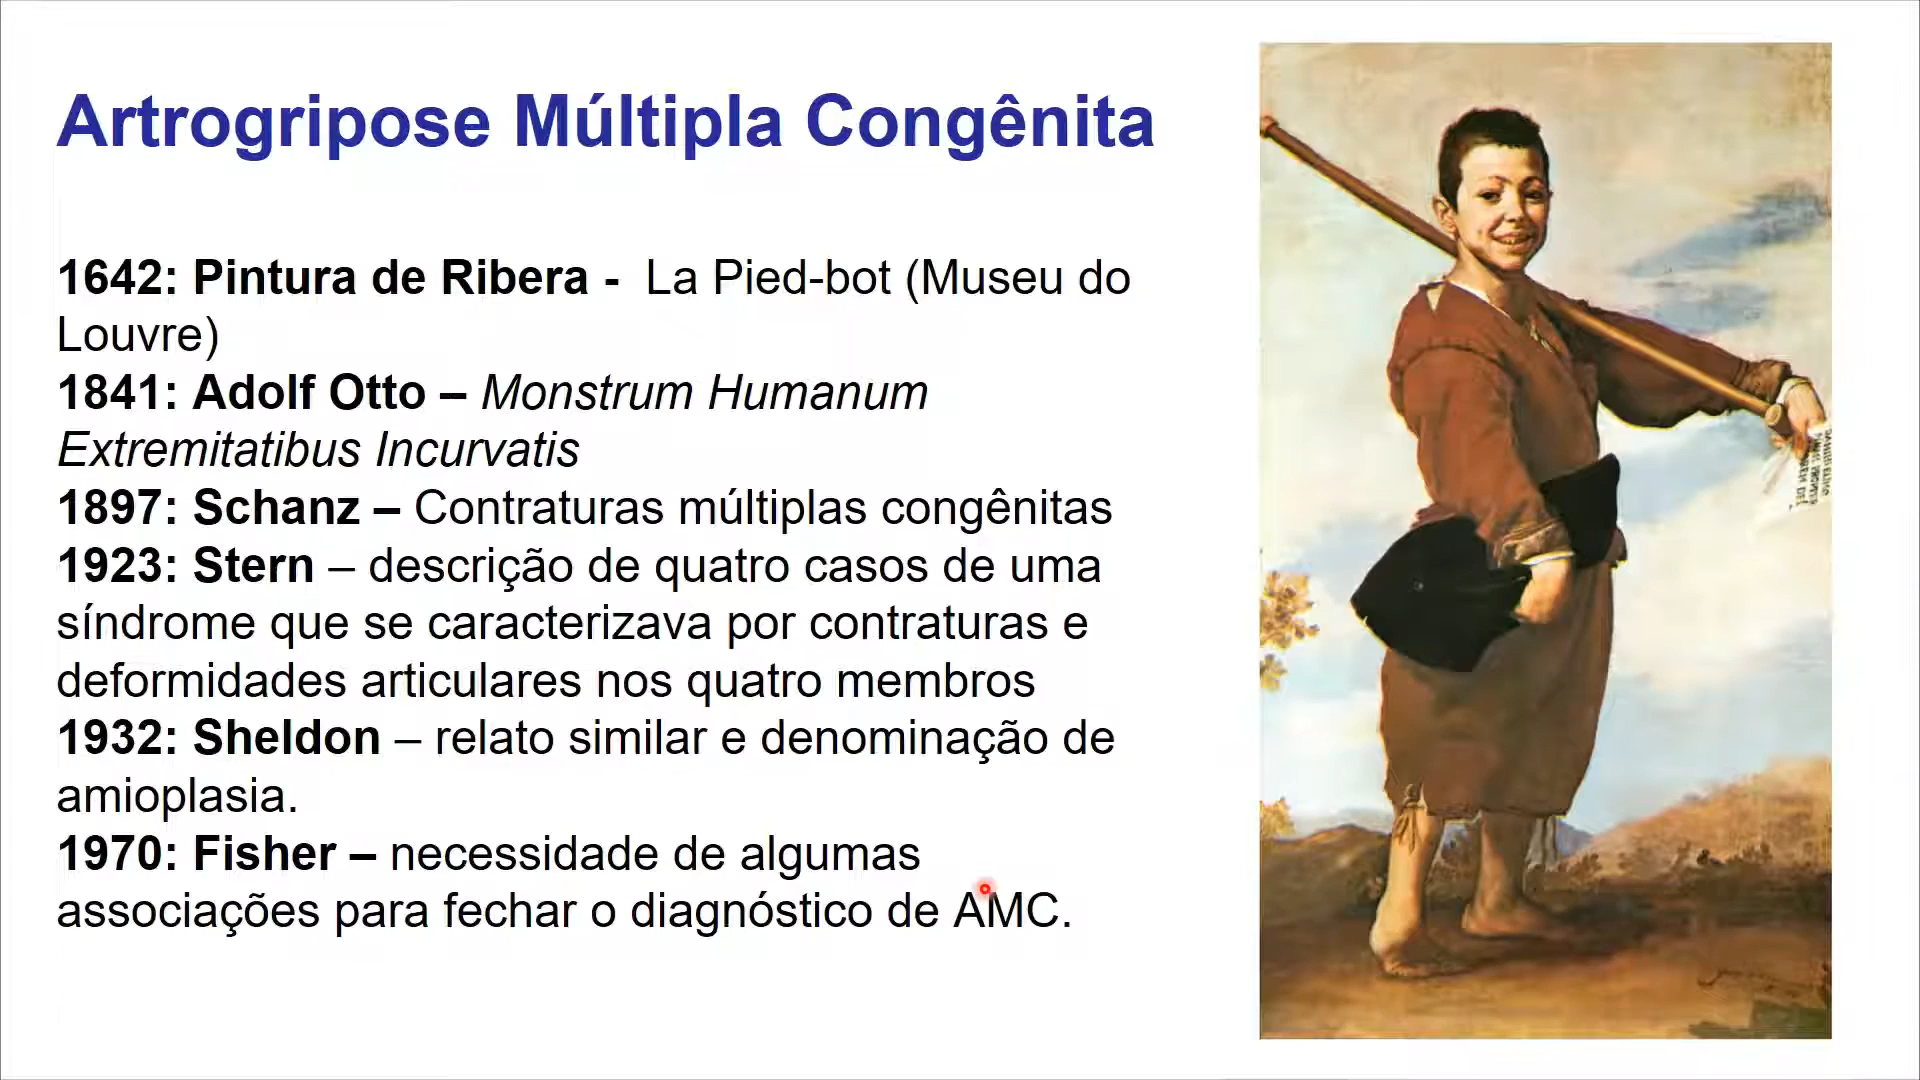 Artrogripose Múltipla Congênita
1642: Pintura de Ribera - La Pied-bot (Museu do
Louvre)
1841: Adolf Otto – Monstrum Humanum
Extremitatibus Incurvatis
1897: Schanz – Contraturas múltiplas congênitas
1923: Stern – descrição de quatro casos de uma
síndrome que se caracterizava por contraturas e
deformidades articulares nos quatro membros
1932: Sheldon – relato similar e denominação de
amioplasia.
1970: Fisher – necessidade de algumas
associações para fechar o diagnóstico de AMC.